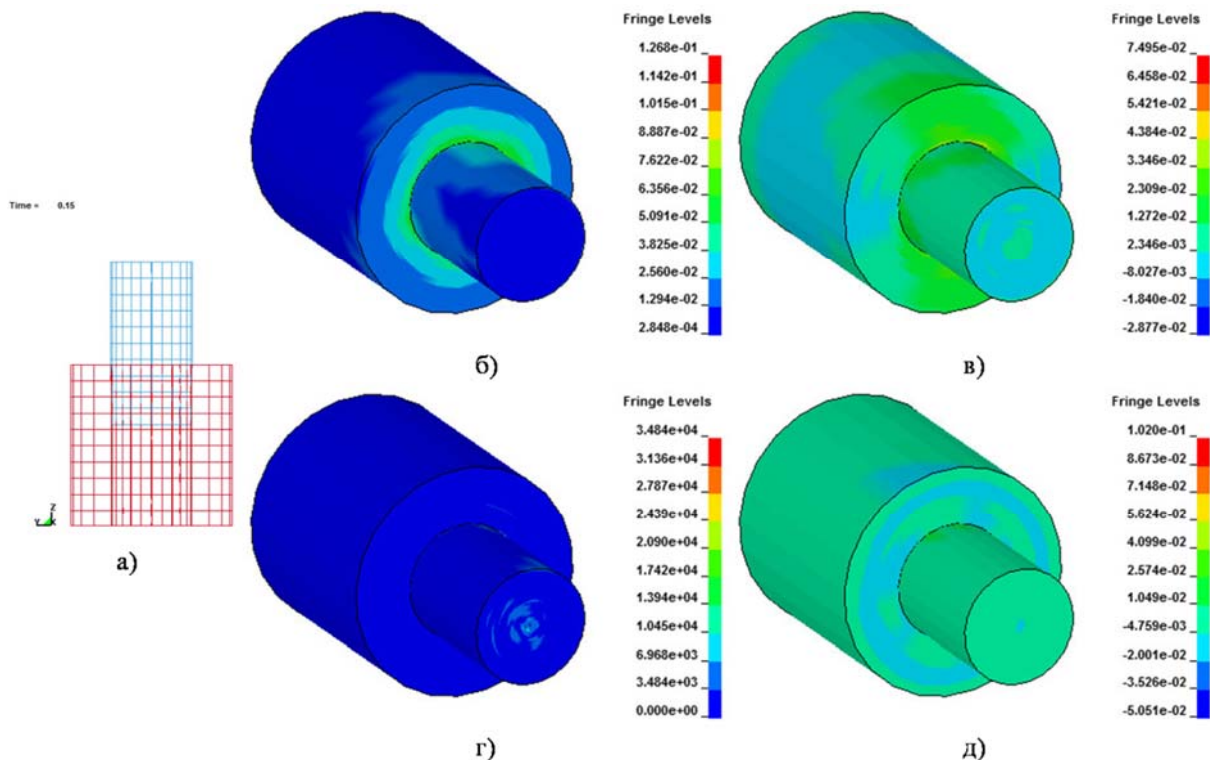 Time = 0.15
Z
Y X
а)
Fringe Levels
1.268e-01
1.142e-01
1.015e-01
8.887e-02
7.622e-02
6.356e-02
5.091e-02
3.825e-02
2.560e-02
1.294e-02
2.848e-04
б)
Fringe Levels
7.495e-02
6.458e-02
5.421e-02
4.384e-02
3.346e-02
2.309e-02
1.272e-02
2.346e-03
-8.027e-03
-1.840e-02
-2.877e-02
в)
Fringe Levels
3.484e+04
3.136e+04
2.787e+04
2.439e+04
2.090e+04
1.742e+04
1.394e+04
1.045e+04
6.968e+03
3.484e+03
0.000e+00
г)
Fringe Levels
1.020e-01
8.673e-02
7.148e-02
5.624e-02
4.099e-02
2.574e-02
1.049e-02
-4.759e-03
-2.001e-02
-3.526e-02
-5.051e-02
д)